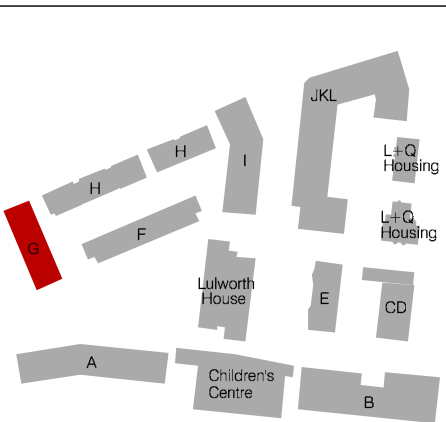 JKL
L+Q
Housing
H
I
H
L+Q
Housing
F
G
Lulworth
House
E
CD
A
Children's
Centre
B